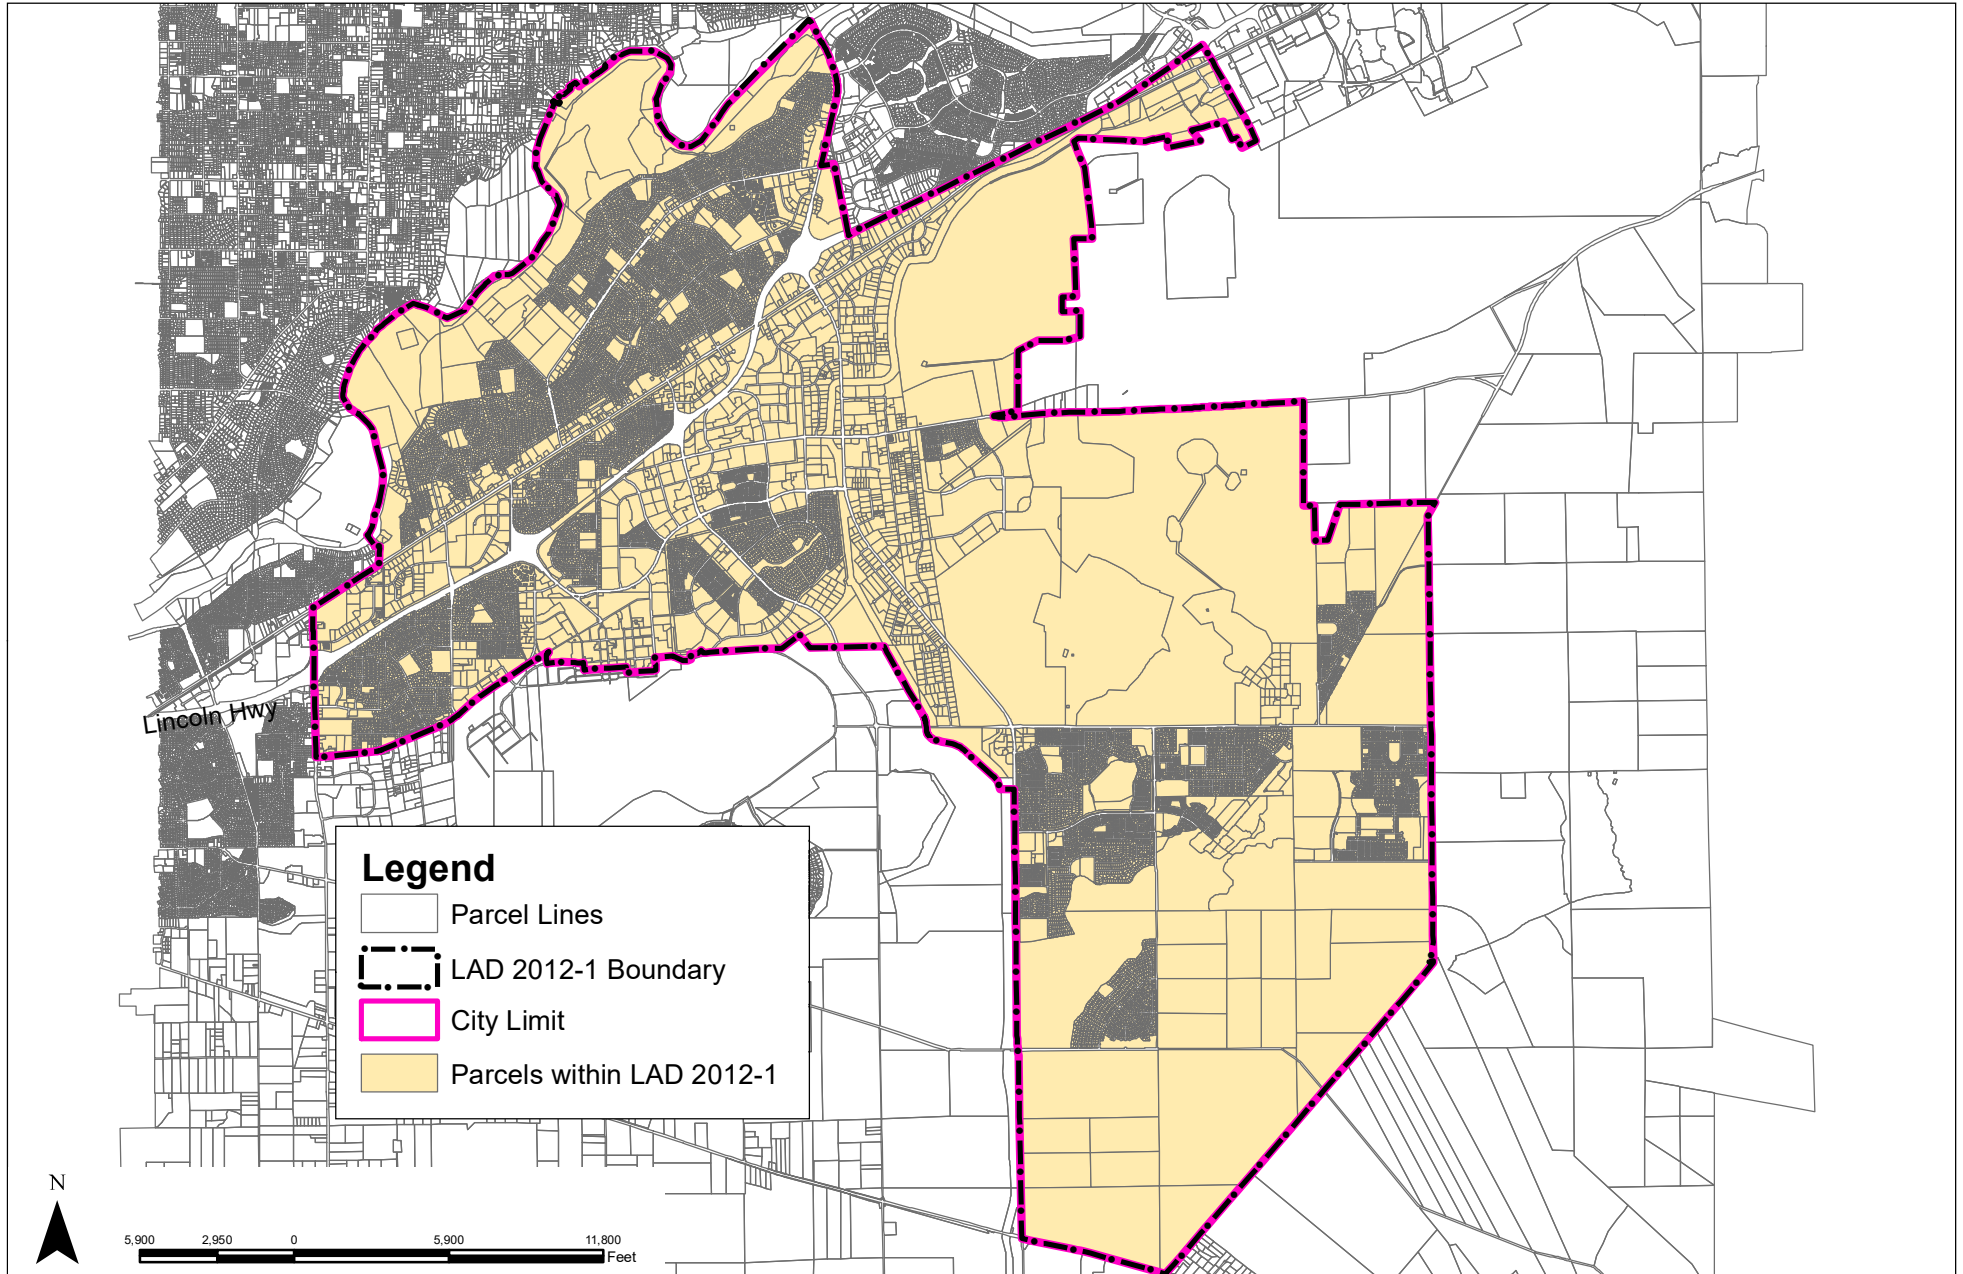 Lincoln Hwy
Legend
Parcel Lines
LAD 2012-1 Boundary
City Limit
Parcels within LAD 2012-1
N
5,900 2,950 0 5,900 11,800
Feet